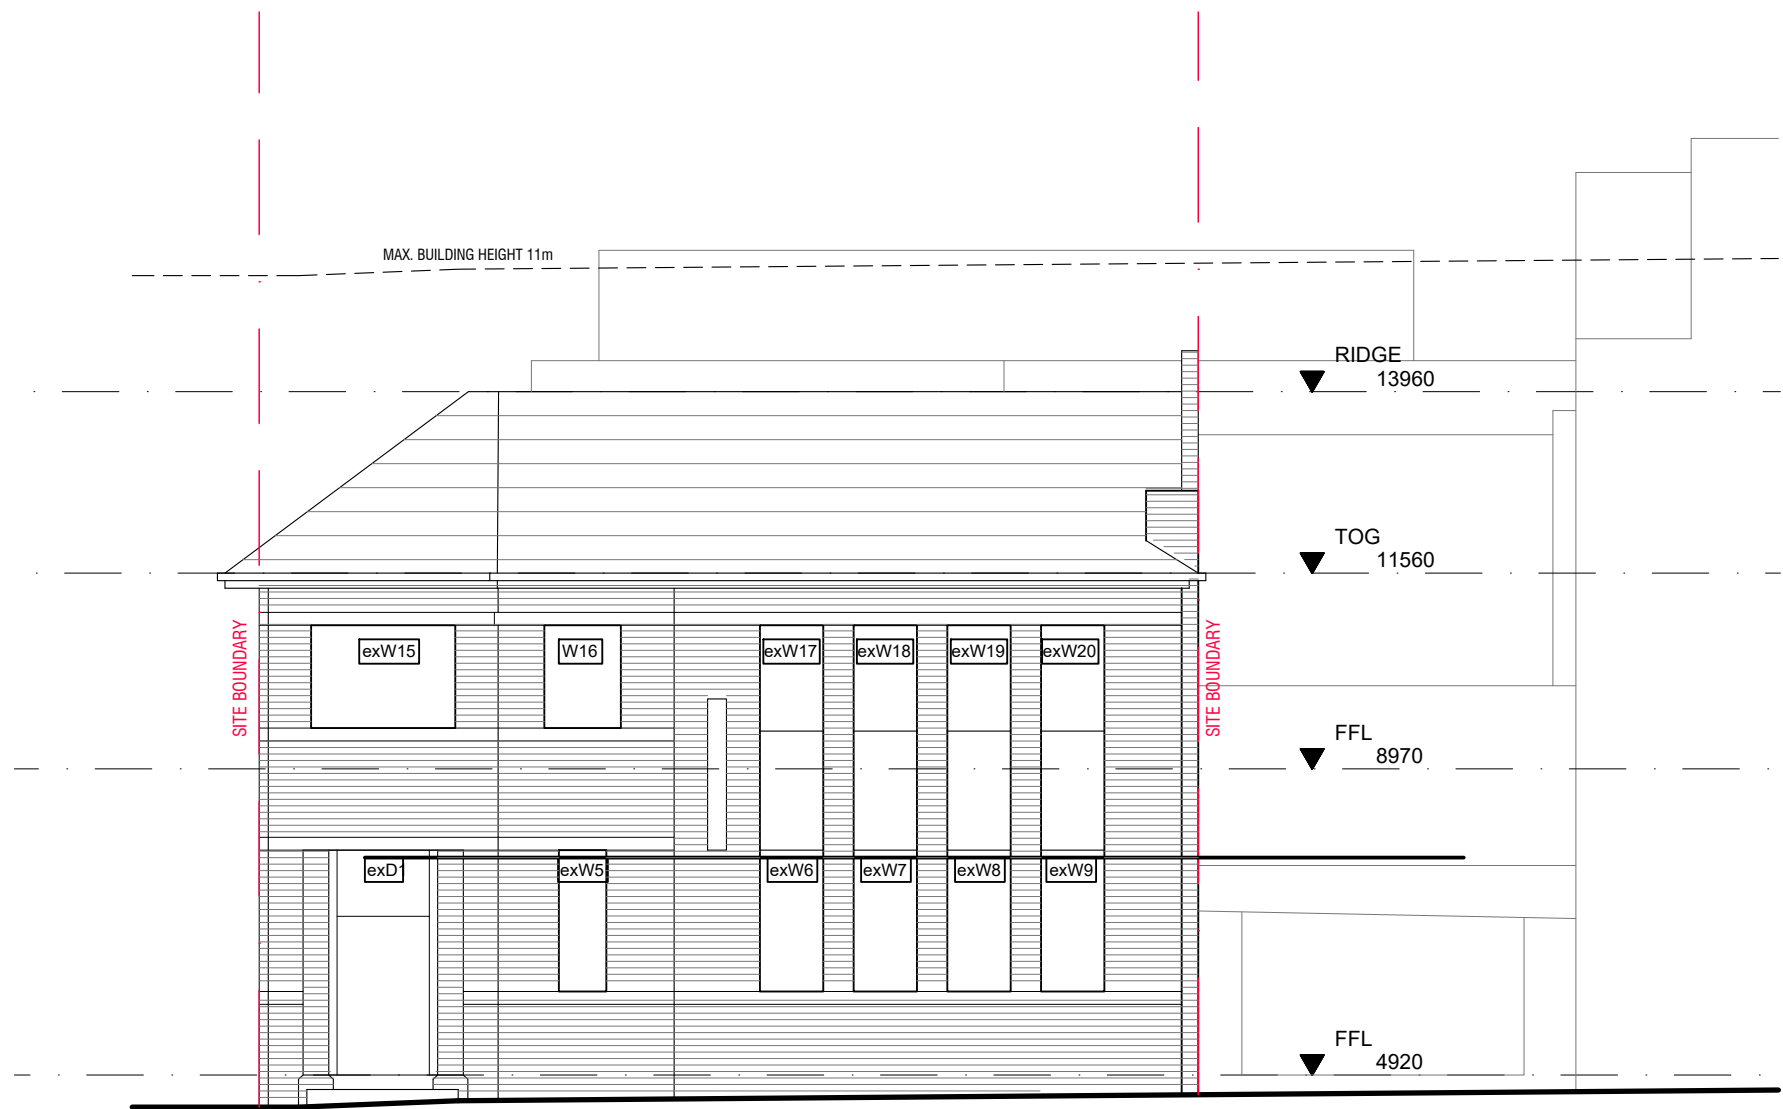 MAX. BUILDING HEIGHT 11m
RIDGE
13960
TOG
11560
SITE BOUNDARY
SITE BOUNDARY
exW15
W16
exW17
exW18
exW19
exW20
FFL
8970
exD1
exW5
exW6
exW7
exW8
exW9
FFL
4920